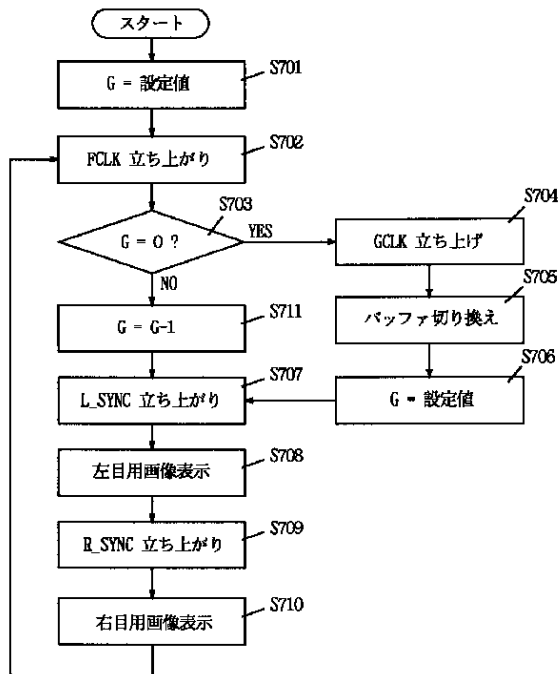 スタート
S701
G = 設定値
S702
FCLK 立ち上がり
S703
G = 0 ?
YES
NO
S704
GCLK 立ち上げ
S705
バッファ切り換え
S706
G = 設定値
S711
G = G-1
S707
L_SYNC 立ち上がり
S708
左目用画像表示
S709
R_SYNC 立ち上がり
S710
右目用画像表示